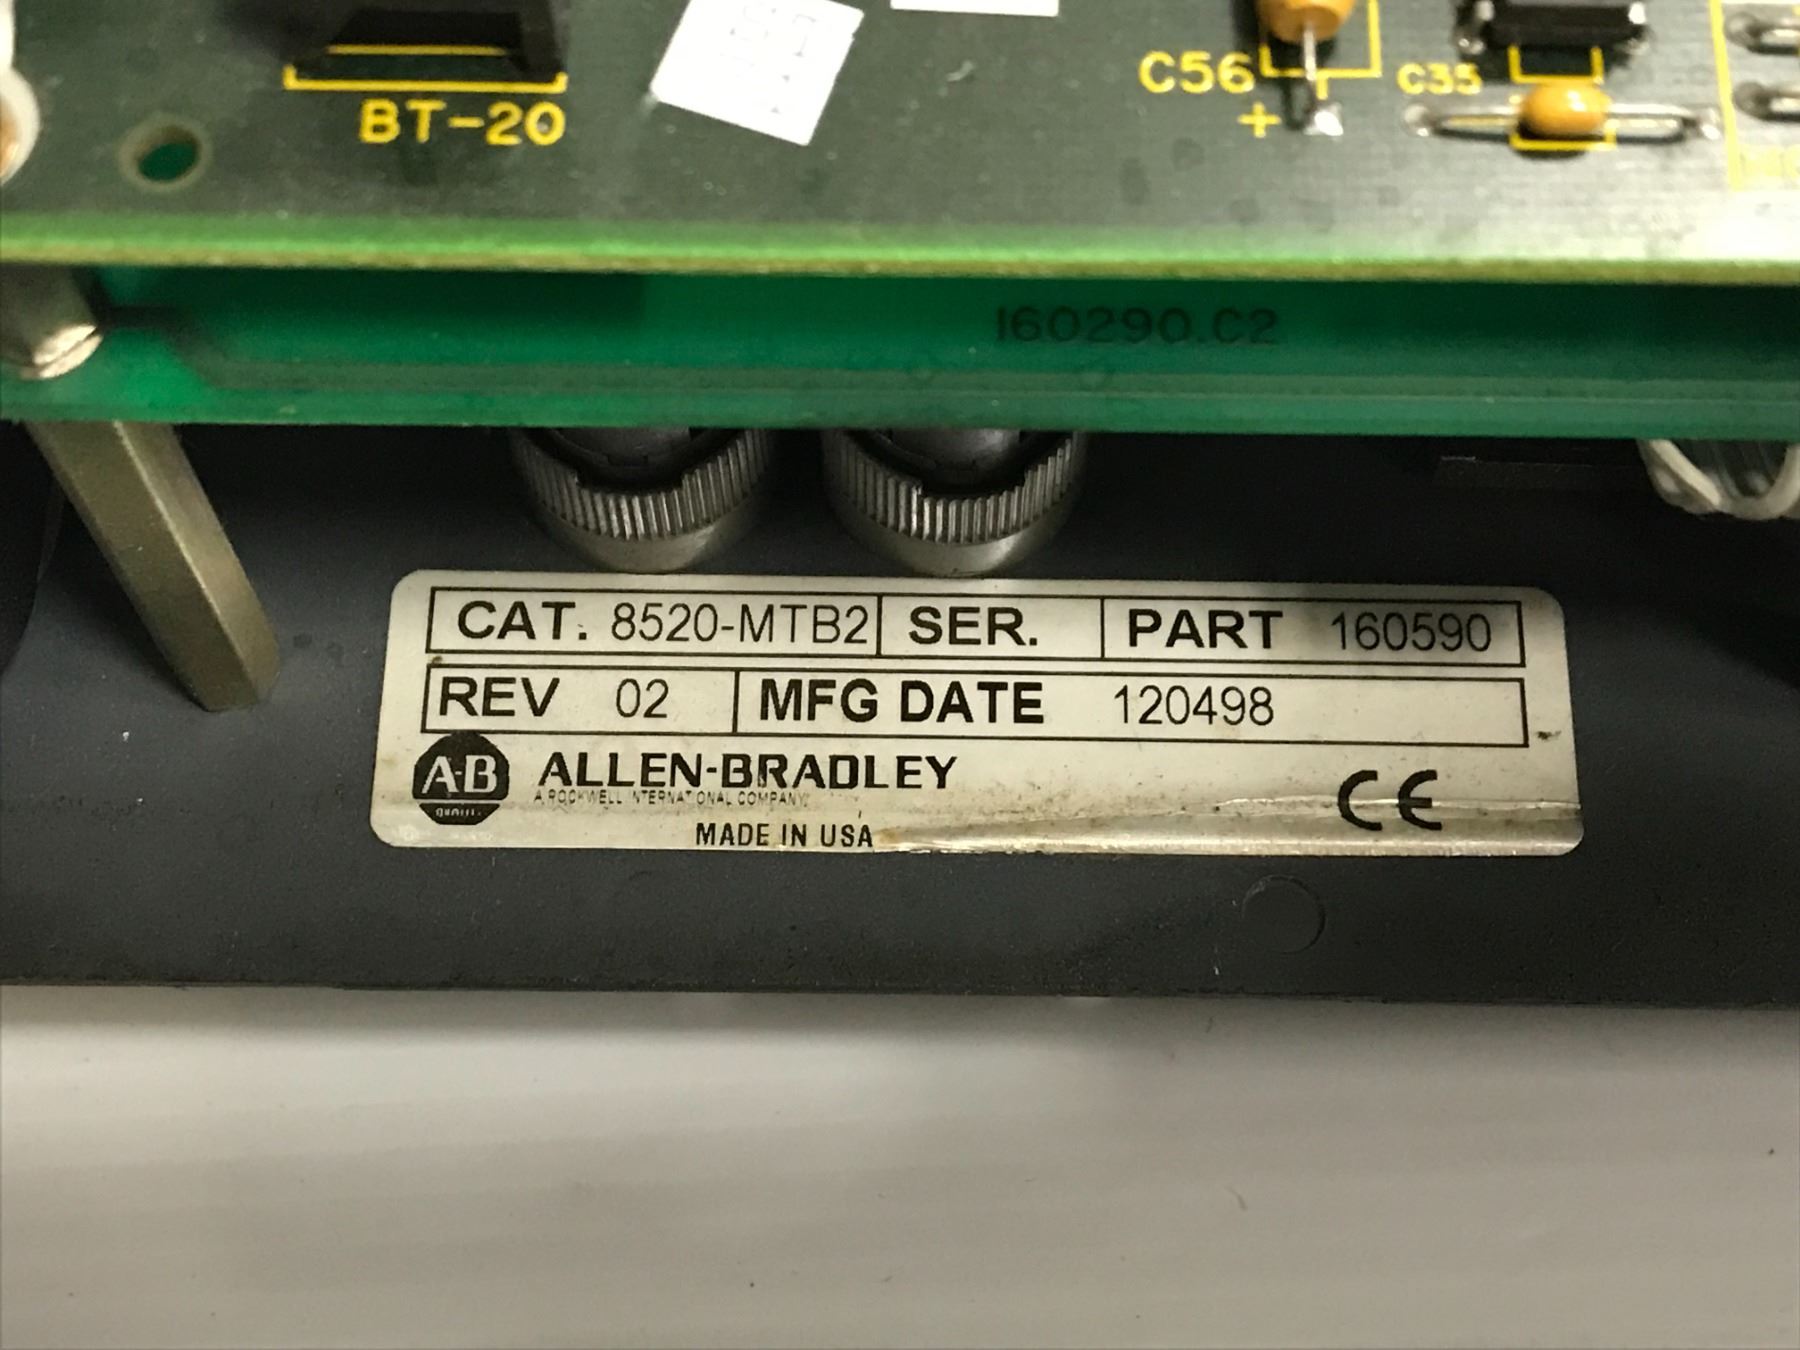 BT-20
C56
+
C35
160290.C2
CAT. 8520-MTB2 SER. PART 160590
REV 02 MFG DATE 120498
A-B
QUALITY
ALLEN-BRADLEY
A ROCKWELL INTERNATIONAL COMPANY
MADE IN USA
CE